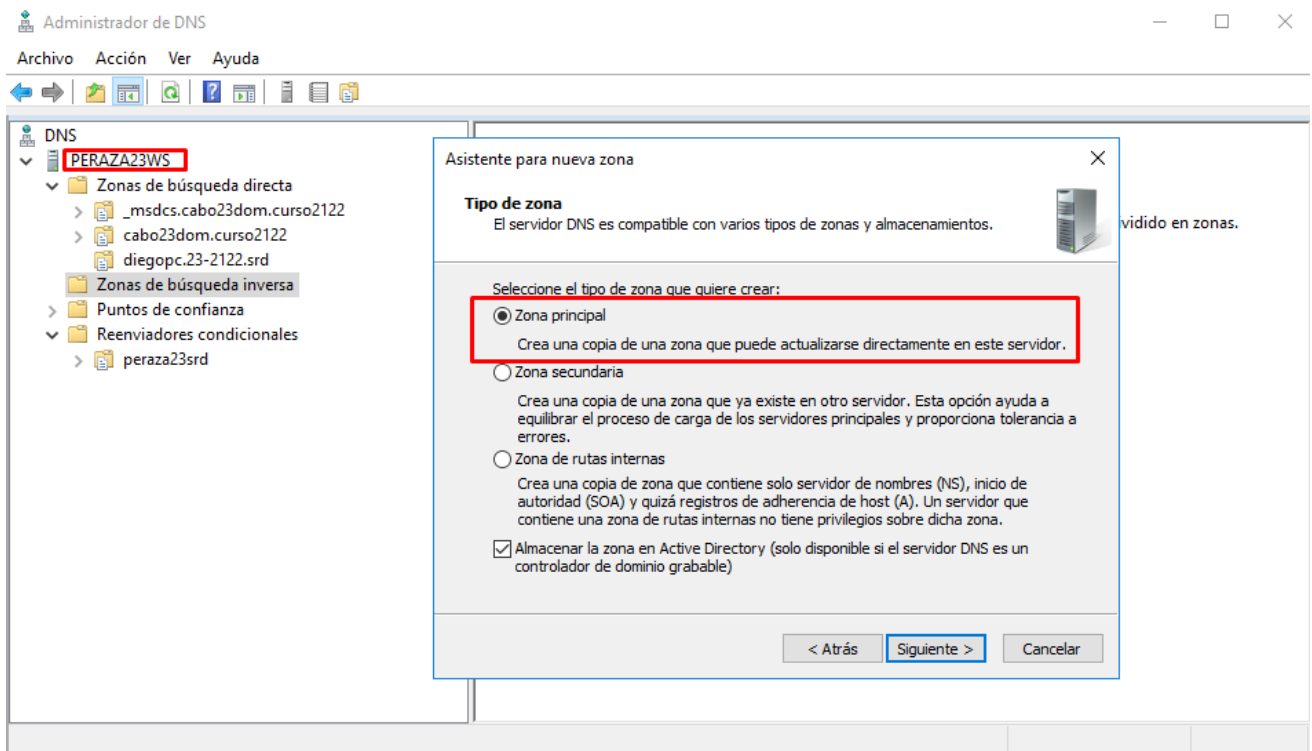 Administrador de DNS
Archivo Acción Ver Ayuda
DNS
PERAZA23WS
Zonas de búsqueda directa
_msdcs.cabo23dom.curso2122
cabo23dom.curso2122
diegopc.23-2122.srd
Zonas de búsqueda inversa
Puntos de confianza
Reenviadores condicionales
peraza23srd
Asistente para nueva zona
Tipo de zona
El servidor DNS es compatible con varios tipos de zonas y almacenamientos.
vidido en zonas.
Seleccione el tipo de zona que quiere crear:
Zona principal
Crea una copia de una zona que puede actualizarse directamente en este servidor.
Zona secundaria
Crea una copia de una zona que ya existe en otro servidor. Esta opción ayuda a
equilibrar el proceso de carga de los servidores principales y proporciona tolerancia a
errores.
Zona de rutas internas
Crea una copia de zona que contiene solo servidor de nombres (NS), inicio de
autoridad (SOA) y quizá registros de adherencia de host (A). Un servidor que
contiene una zona de rutas internas no tiene privilegios sobre dicha zona.
Almacenar la zona en Active Directory (solo disponible si el servidor DNS es un
controlador de dominio grabable)
< Atrás
Siguiente >
Cancelar